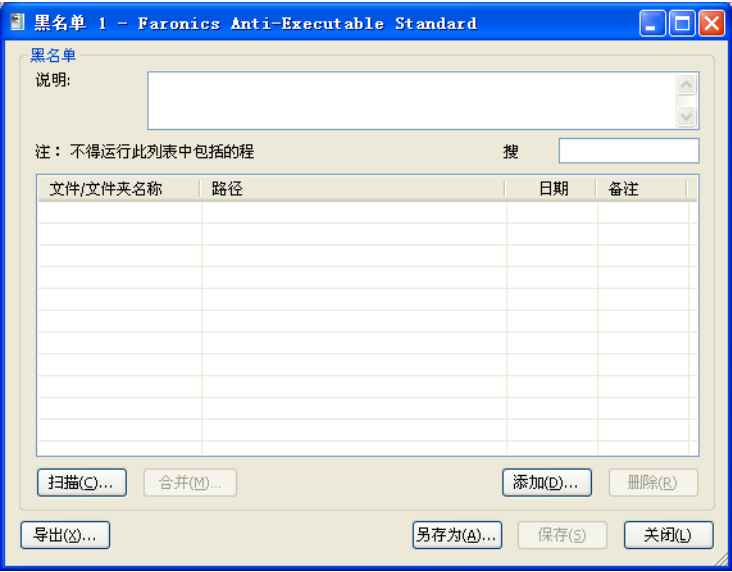 黑名单 1 - Faronics Anti-Executable Standard
黑名单
说明:
注：不得运行此列表中包括的程
搜
文件/文件夹名称 路径 日期 备注
扫描(C)... 合并(M)... 添加(D)... 删除(R)
导出(X)... 另存为(A)... 保存(S) 关闭(L)